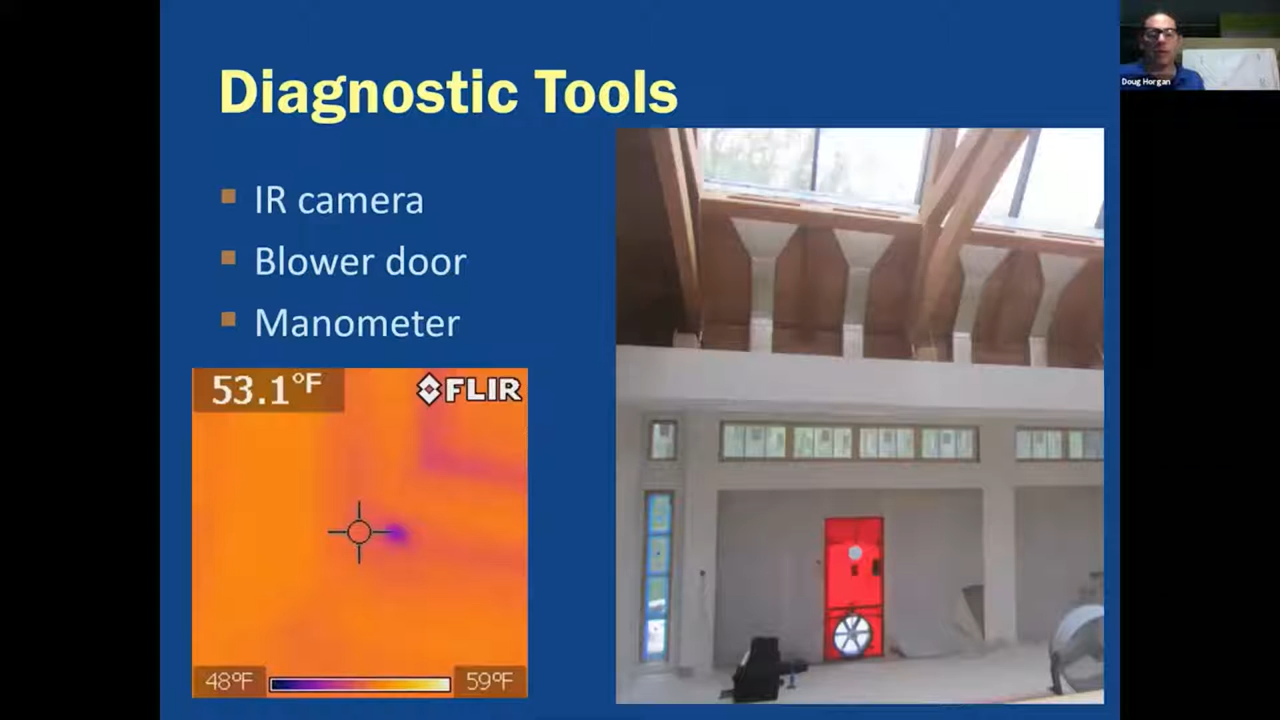 Diagnostic Tools
IR camera
Blower door
Manometer
53.1°F
FLIR
48°F
59°F
Doug Horgan